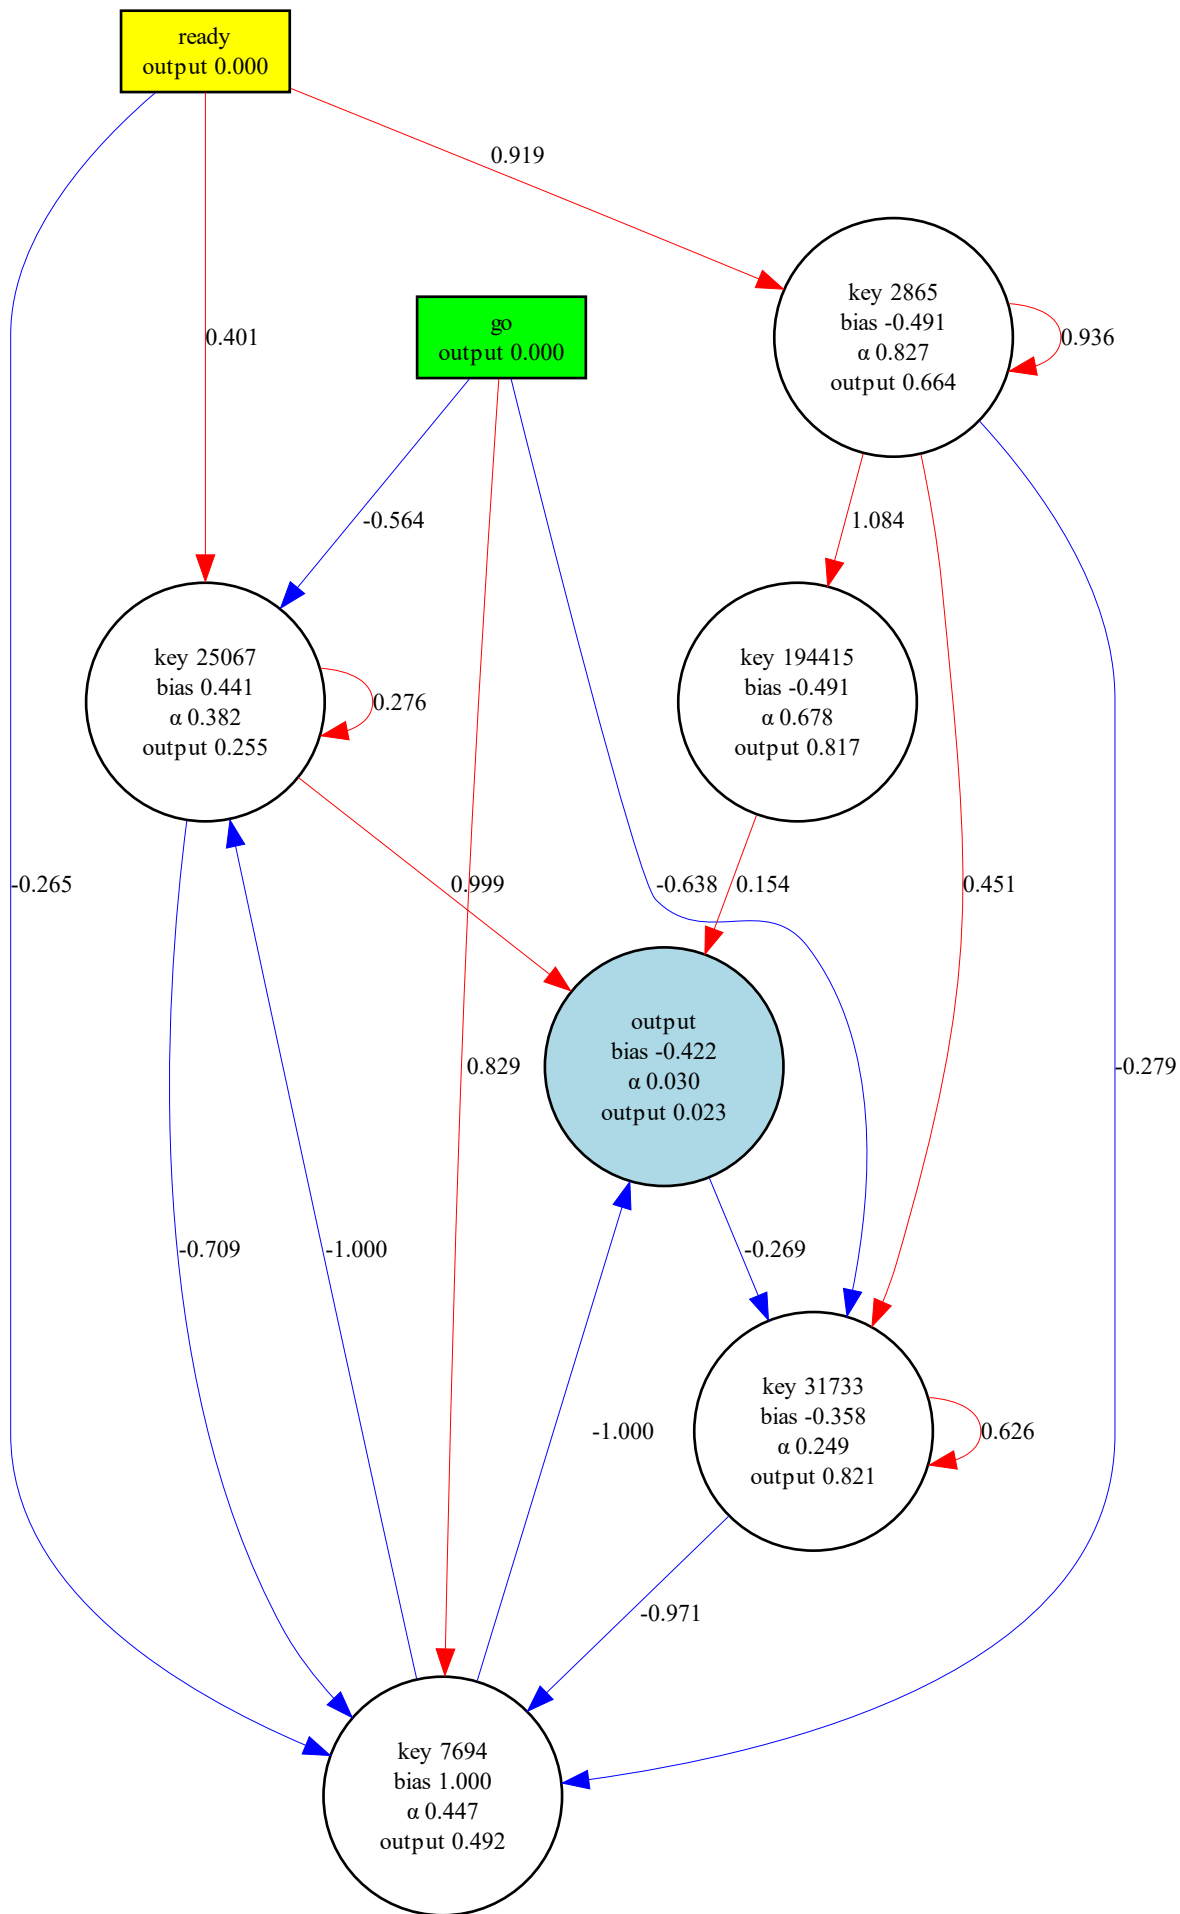 ready
output 0.000
0.919
key 2865
bias -0.491
α 0.827
output 0.664
0.936
go
output 0.000
0.401
-0.564
1.084
key 25067
bias 0.441
α 0.382
output 0.255
0.276
key 194415
bias -0.491
α 0.678
output 0.817
-0.265
0.999
-0.638
0.154
0.451
output
bias -0.422
α 0.030
output 0.023
0.829
-0.279
-0.709
-1.000
-0.269
key 31733
bias -0.358
α 0.249
output 0.821
-1.000
0.626
-0.971
key 7694
bias 1.000
α 0.447
output 0.492